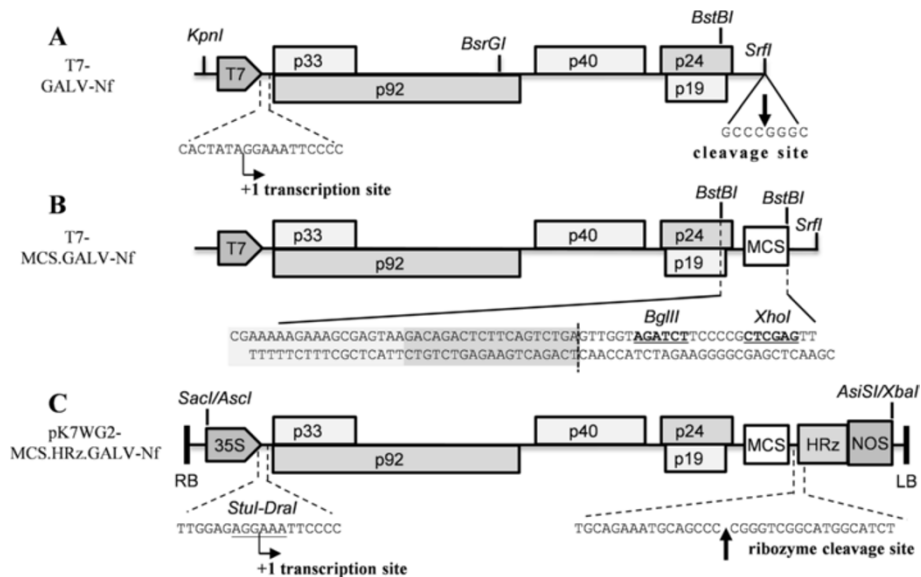 A
T7-
GALV-Nf
KpnI
T7
p33
p92
BsrGI
p40
BstBI
p24
p19
SrfI
CACTATAGGAAATTCCCC
+1 transcription site
GCCCGGGC
cleavage site
B
T7-
MCS.GALV-Nf
T7
p33
p92
p40
BstBI
p24
p19
BstBI
MCS
SrfI
BglII XhoI
CGAAAAAGAAAGCGAGTAAGACAGACTCTTCAGTCTGAGTTGGTAGATCTTCCCCGCTCGAGTT
TTTTTCTTTCGCTCATTCTGTCTGAGAAGTCAGACTCAACCATCTAGAAGGGGCGAGCTCAAGC
C
pK7WG2-
MCS.HRz.GALV-Nf
SacI/AscI
RB
35S
p33
p92
p40
p24
p19
MCS
HRz
NOS
AsiSI/XbaI
LB
StuI-DraI
TTGGAGAGGAAATTCCCC
+1 transcription site
TGCAGAAATGCAGCCC CGGGTCGGCATGGCATCT
ribozyme cleavage site